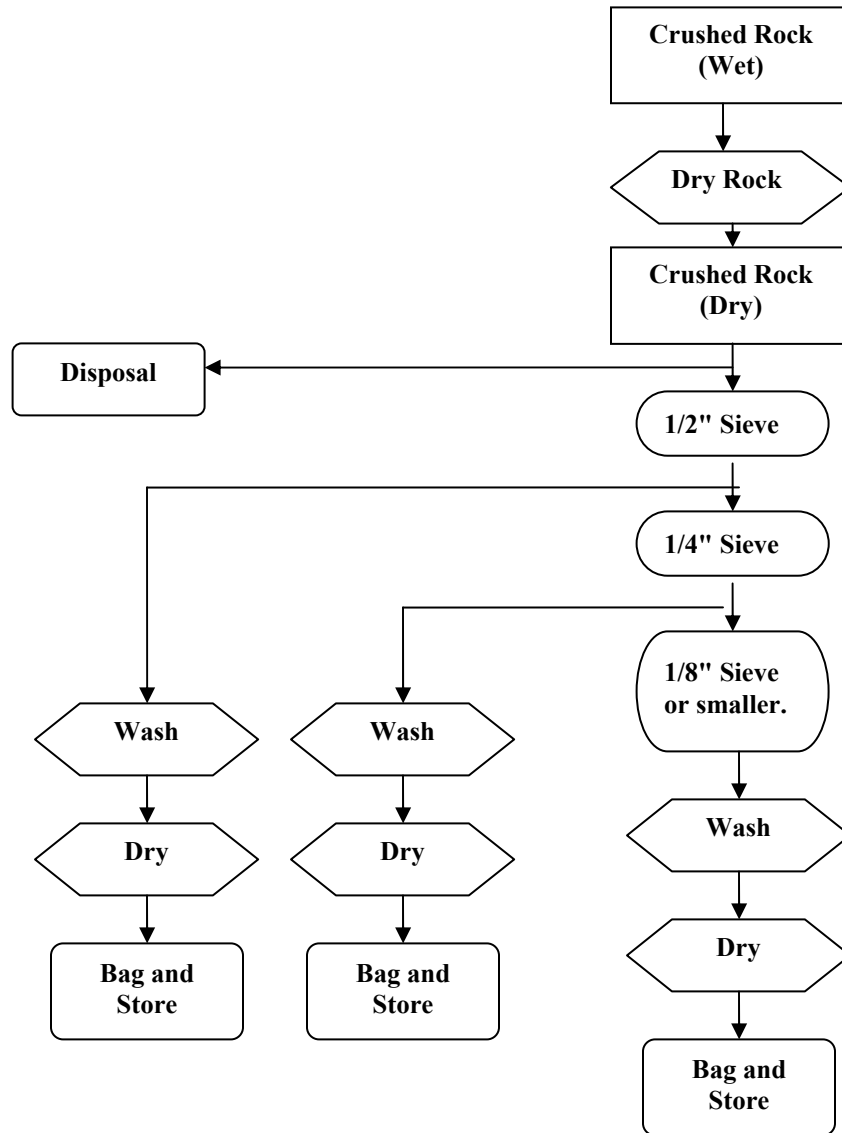 Crushed Rock
(Wet)
Dry Rock
Crushed Rock
(Dry)
Disposal
1/2" Sieve
1/4" Sieve
1/8" Sieve
or smaller.
Wash
Wash
Wash
Dry
Dry
Dry
Bag and
Store
Bag and
Store
Bag and
Store